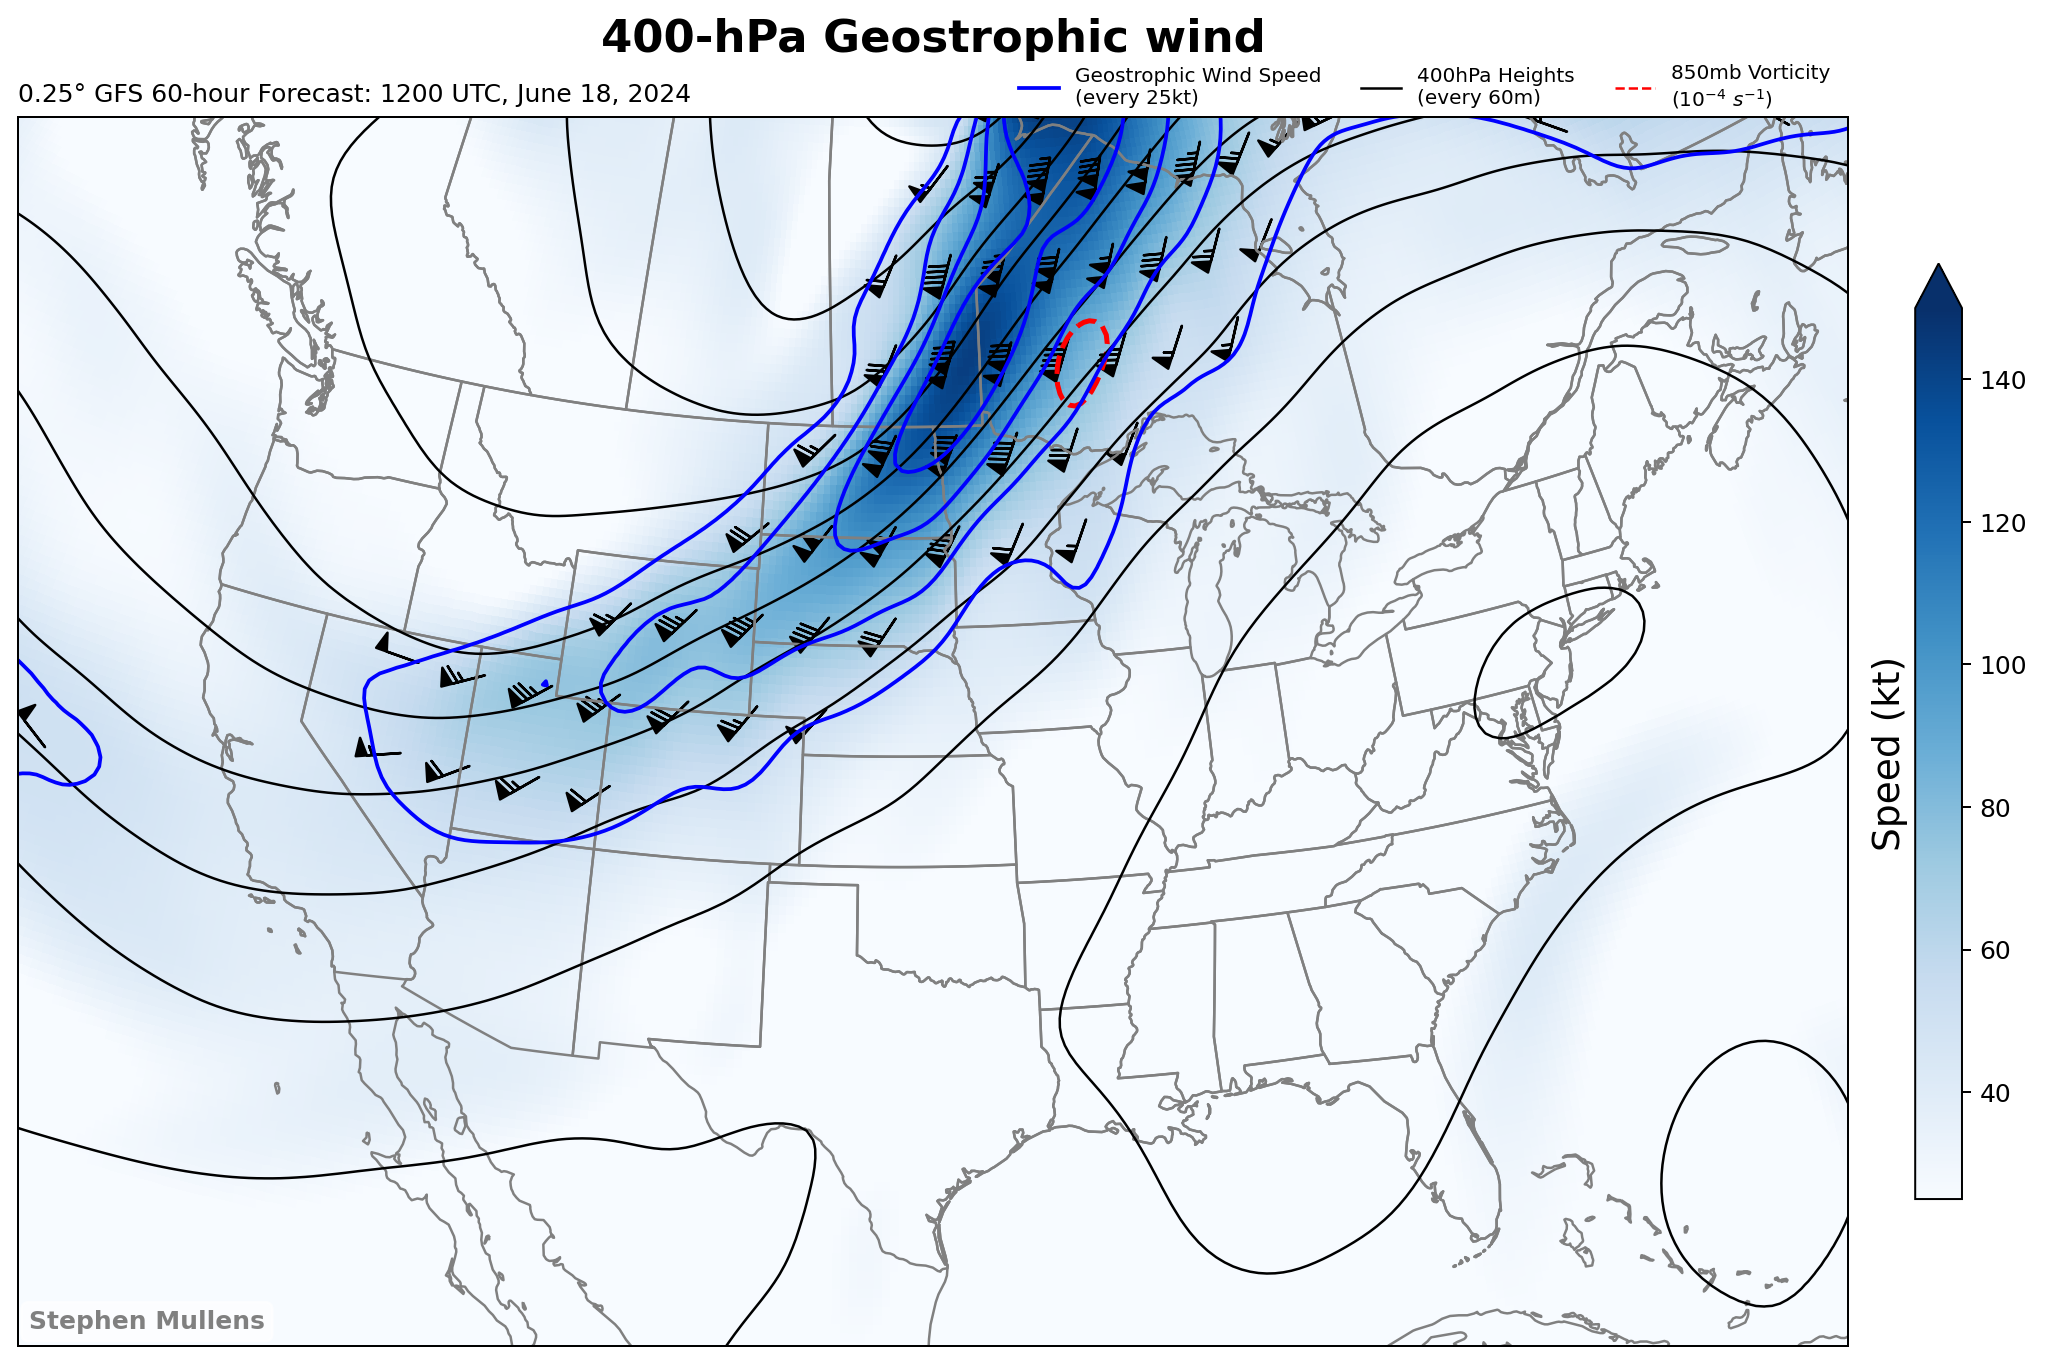 400-hPa Geostrophic wind
0.25° GFS 60-hour Forecast: 1200 UTC, June 18, 2024
Geostrophic Wind Speed
(every 25kt)
400hPa Heights
(every 60m)
850mb Vorticity
(10⁻⁴ s⁻¹)
140
120
100
80
60
40
Speed (kt)
Stephen Mullens